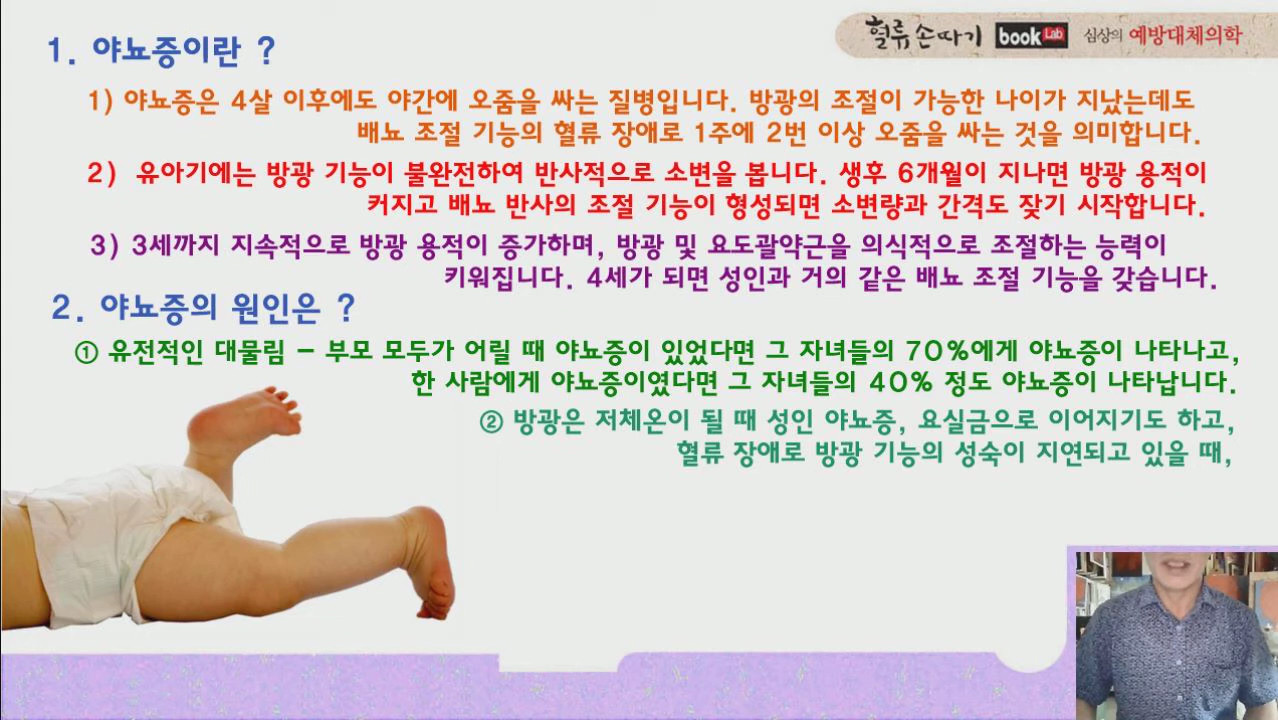 혈류 손따기 book Lab 심상의 예방대체의학
1. 야뇨증이란 ?
1) 야뇨증은 4살 이후에도 야간에 오줌을 싸는 질병입니다. 방광의 조절이 가능한 나이가 지났는데도
배뇨 조절 기능의 혈류 장애로 1주에 2번 이상 오줌을 싸는 것을 의미합니다.
2) 유아기에는 방광 기능이 불완전하여 반사적으로 소변을 봅니다. 생후 6개월이 지나면 방광 용적이
커지고 배뇨 반사의 조절 기능이 형성되면 소변량과 간격도 잦기 시작합니다.
3) 3세까지 지속적으로 방광 용적이 증가하며, 방광 및 요도괄약근을 의식적으로 조절하는 능력이
키워집니다. 4세가 되면 성인과 거의 같은 배뇨 조절 기능을 갖습니다.
2. 야뇨증의 원인은 ?
① 유전적인 대물림 - 부모 모두가 어릴 때 야뇨증이 있었다면 그 자녀들의 70%에게 야뇨증이 나타나고,
한 사람에게 야뇨증이였다면 그 자녀들의 40% 정도 야뇨증이 나타납니다.
② 방광은 저체온이 될 때 성인 야뇨증, 요실금으로 이어지기도 하고,
혈류 장애로 방광 기능의 성숙이 지연되고 있을 때,